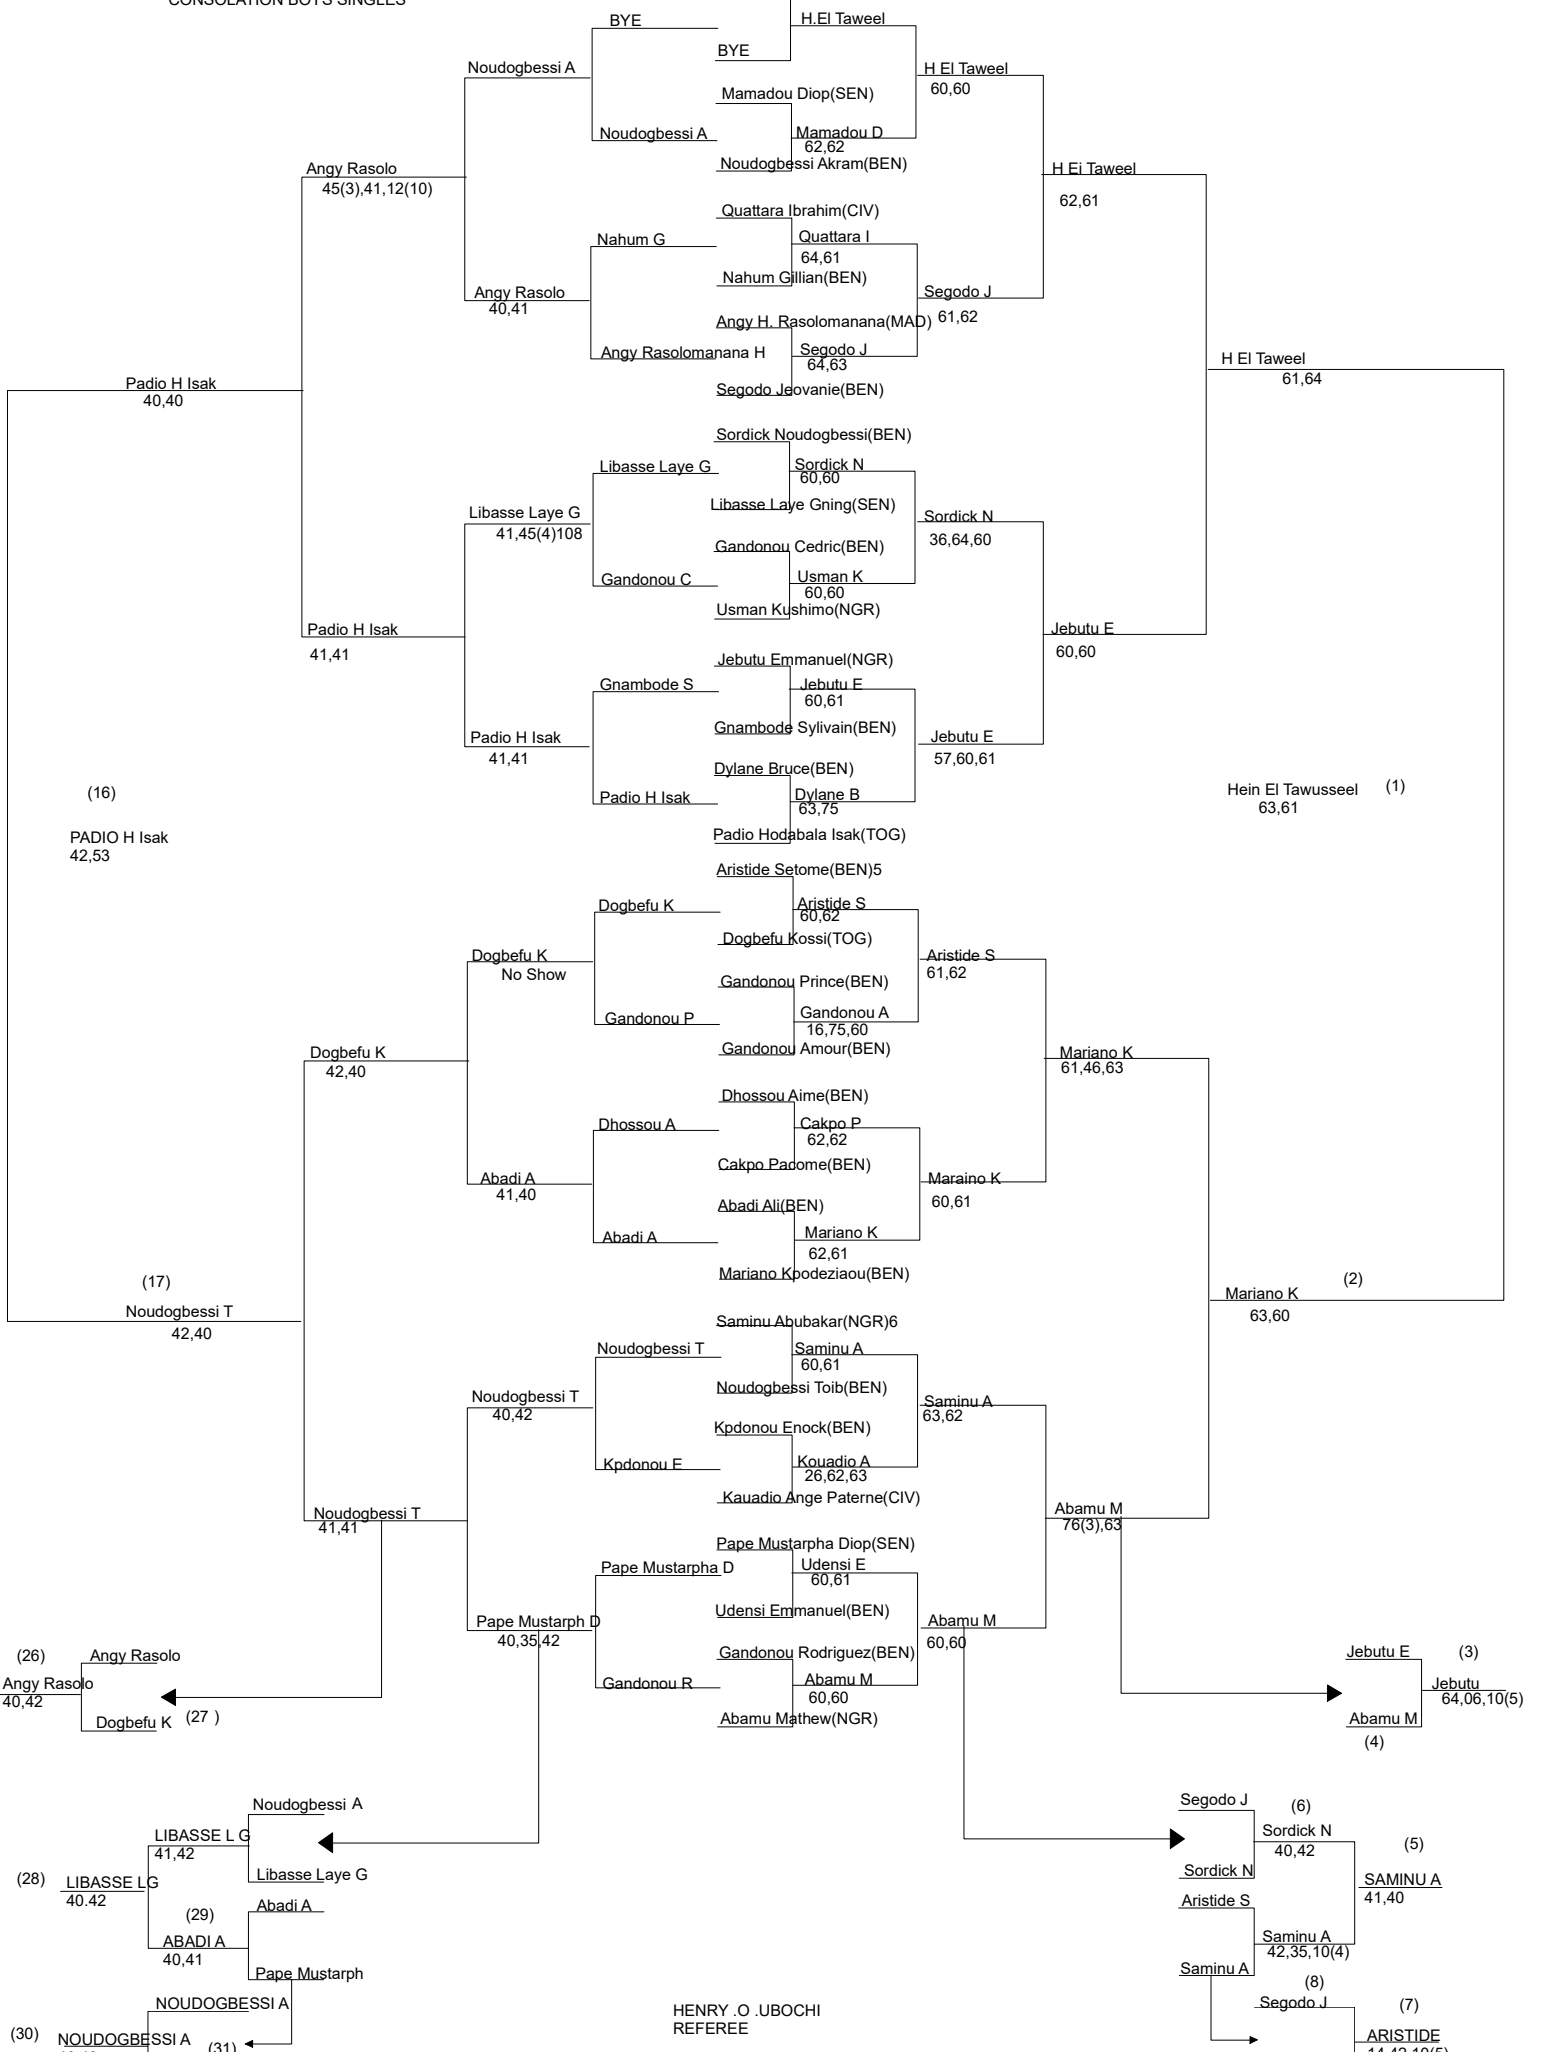 CONSOLATION BOYS SINGLES
BYE
H.El Taweel
BYE
Noudogbessi A
H El Taweel
60,60
Mamadou Diop(SEN)
Noudogbessi A
Mamadou D
62,62
Noudogbessi Akram(BEN)
Angy Rasolo
45(3),41,12(10)
H Ei Taweel
62,61
Quattara Ibrahim(CIV)
Nahum G
Quattara I
64,61
Nahum Gillian(BEN)
Angy Rasolo
40,41
Segodo J
61,62
Angy H. Rasolomanana(MAD)
Angy Rasolomanana H
Segodo J
64,63
Segodo Jeovanie(BEN)
H El Taweel
61,64
Padio H Isak
40,40
Sordick Noudogbessi(BEN)
Libasse Laye G
Sordick N
60,60
Libasse Laye Gning(SEN)
Libasse Laye G
41,45(4)108
Sordick N
36,64,60
Gandonou Cedric(BEN)
Gandonou C
Usman K
60,60
Usman Kushimo(NGR)
Padio H Isak
41,41
Jebutu E
60,60
Jebutu Emmanuel(NGR)
Gnambode S
Jebutu E
60,61
Gnambode Sylivain(BEN)
Padio H Isak
41,41
Jebutu E
57,60,61
Dylane Bruce(BEN)
Padio H Isak
Dylane B
63,75
Padio Hodabala Isak(TOG)
(16)
PADIO H Isak
42,53
Hein El Tawusseel (1)
63,61
Aristide Setome(BEN)5
Dogbefu K
Aristide S
60,62
Dogbefu Kossi(TOG)
Dogbefu K
No Show
Aristide S
61,62
Gandonou Prince(BEN)
Gandonou P
Gandonou A
16,75,60
Gandonou Amour(BEN)
Dogbefu K
42,40
Mariano K
61,46,63
Dhossou Aime(BEN)
Dhossou A
Cakpo P
62,62
Cakpo Pacome(BEN)
Abadi A
41,40
Maraino K
60,61
Abadi Ali(BEN)
Abadi A
Mariano K
62,61
Mariano Kpodeziaou(BEN)
(17)
Noudogbessi T
42,40
(2)
Mariano K
63,60
Saminu Abubakar(NGR)6
Noudogbessi T
Saminu A
60,61
Noudogbessi Toib(BEN)
Noudogbessi T
40,42
Saminu A
63,62
Kpdonou Enock(BEN)
Kpdonou E
Kouadio A
26,62,63
Kauadio Ange Paterne(CIV)
Noudogbessi T
41,41
Abamu M
76(3),63
Pape Mustarpha Diop(SEN)
Pape Mustarpha D
Udensi E
60,61
Udensi Emmanuel(BEN)
Pape Mustarph D
40,35,42
Abamu M
60,60
Gandonou Rodriguez(BEN)
Gandonou R
Abamu M
60,60
Abamu Mathew(NGR)
(26)
Angy Rasolo
Angy Rasolo
40,42
Dogbefu K
(27 )
Jebutu E
(3)
Jebutu
64,06,10(5)
Abamu M
(4)
Noudogbessi A
LIBASSE L G
41,42
Libasse Laye G
(28)
LIBASSE LG
40.42
Abadi A
(29)
ABADI A
40,41
Pape Mustarph
NOUDOGBESSI A
(30)
NOUDOGBESSI A
(31)
Segodo J
(6)
Sordick N
40,42
(5)
Sordick N
SAMINU A
41,40
Aristide S
Saminu A
42,35,10(4)
Saminu A
(8)
Segodo J
(7)
ARISTIDE
14,42,10(5)
HENRY .O .UBOCHI
REFEREE